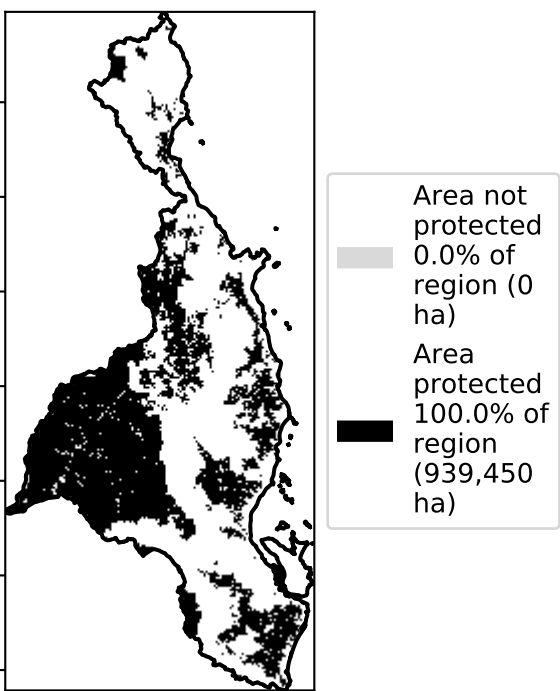 Area not
protected
0.0% of
region (0
ha)
Area
protected
100.0% of
region
(939,450
ha)